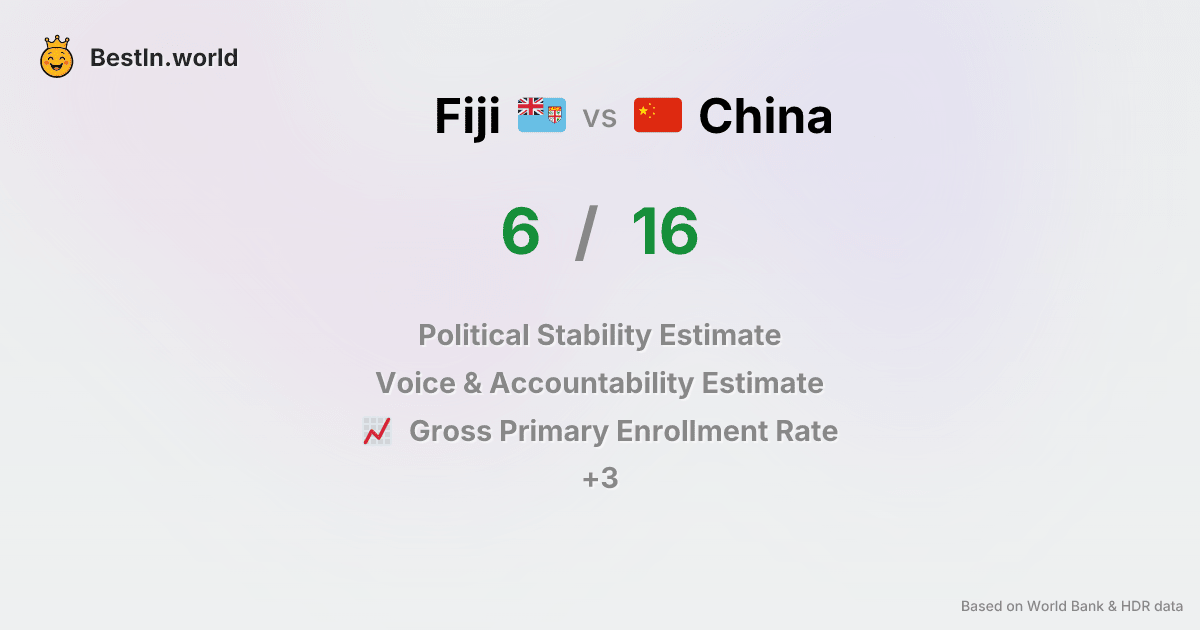 BestIn.world
Fiji vs China
6 / 16
Political Stability Estimate
Voice & Accountability Estimate
Gross Primary Enrollment Rate
+3
Based on World Bank & HDR data